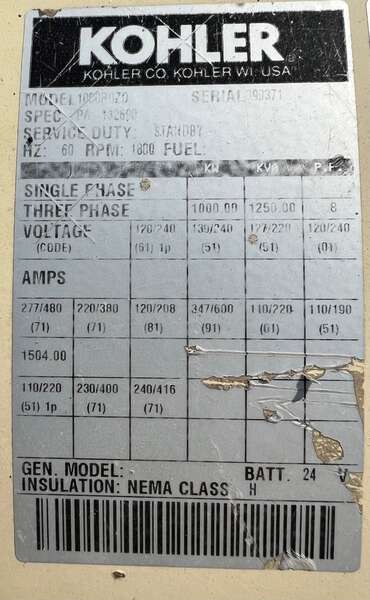 KOHLER
KOHLER CO. KOHLER WI. USA
MODEL 1000ROZD SERIAL 390371
SPEC PA 132600
SERVICE DUTY: STANDBY
HZ: 60 RPM: 1800 FUEL:
KW KVA P.F.
SINGLE PHASE
THREE PHASE 1000.00 1250.00 .8
VOLTAGE 120/240 139/240 127/220 120/240
(CODE) (61) 1p (51) (61) (01)
AMPS
277/480 220/380 120/208 347/600 110/220 110/190
(71) (71) (81) (91) (61) (51)
1504.00
110/220 230/400 240/416
(51) 1p (71) (71)
GEN. MODEL: BATT. 24 V
INSULATION: NEMA CLASS H